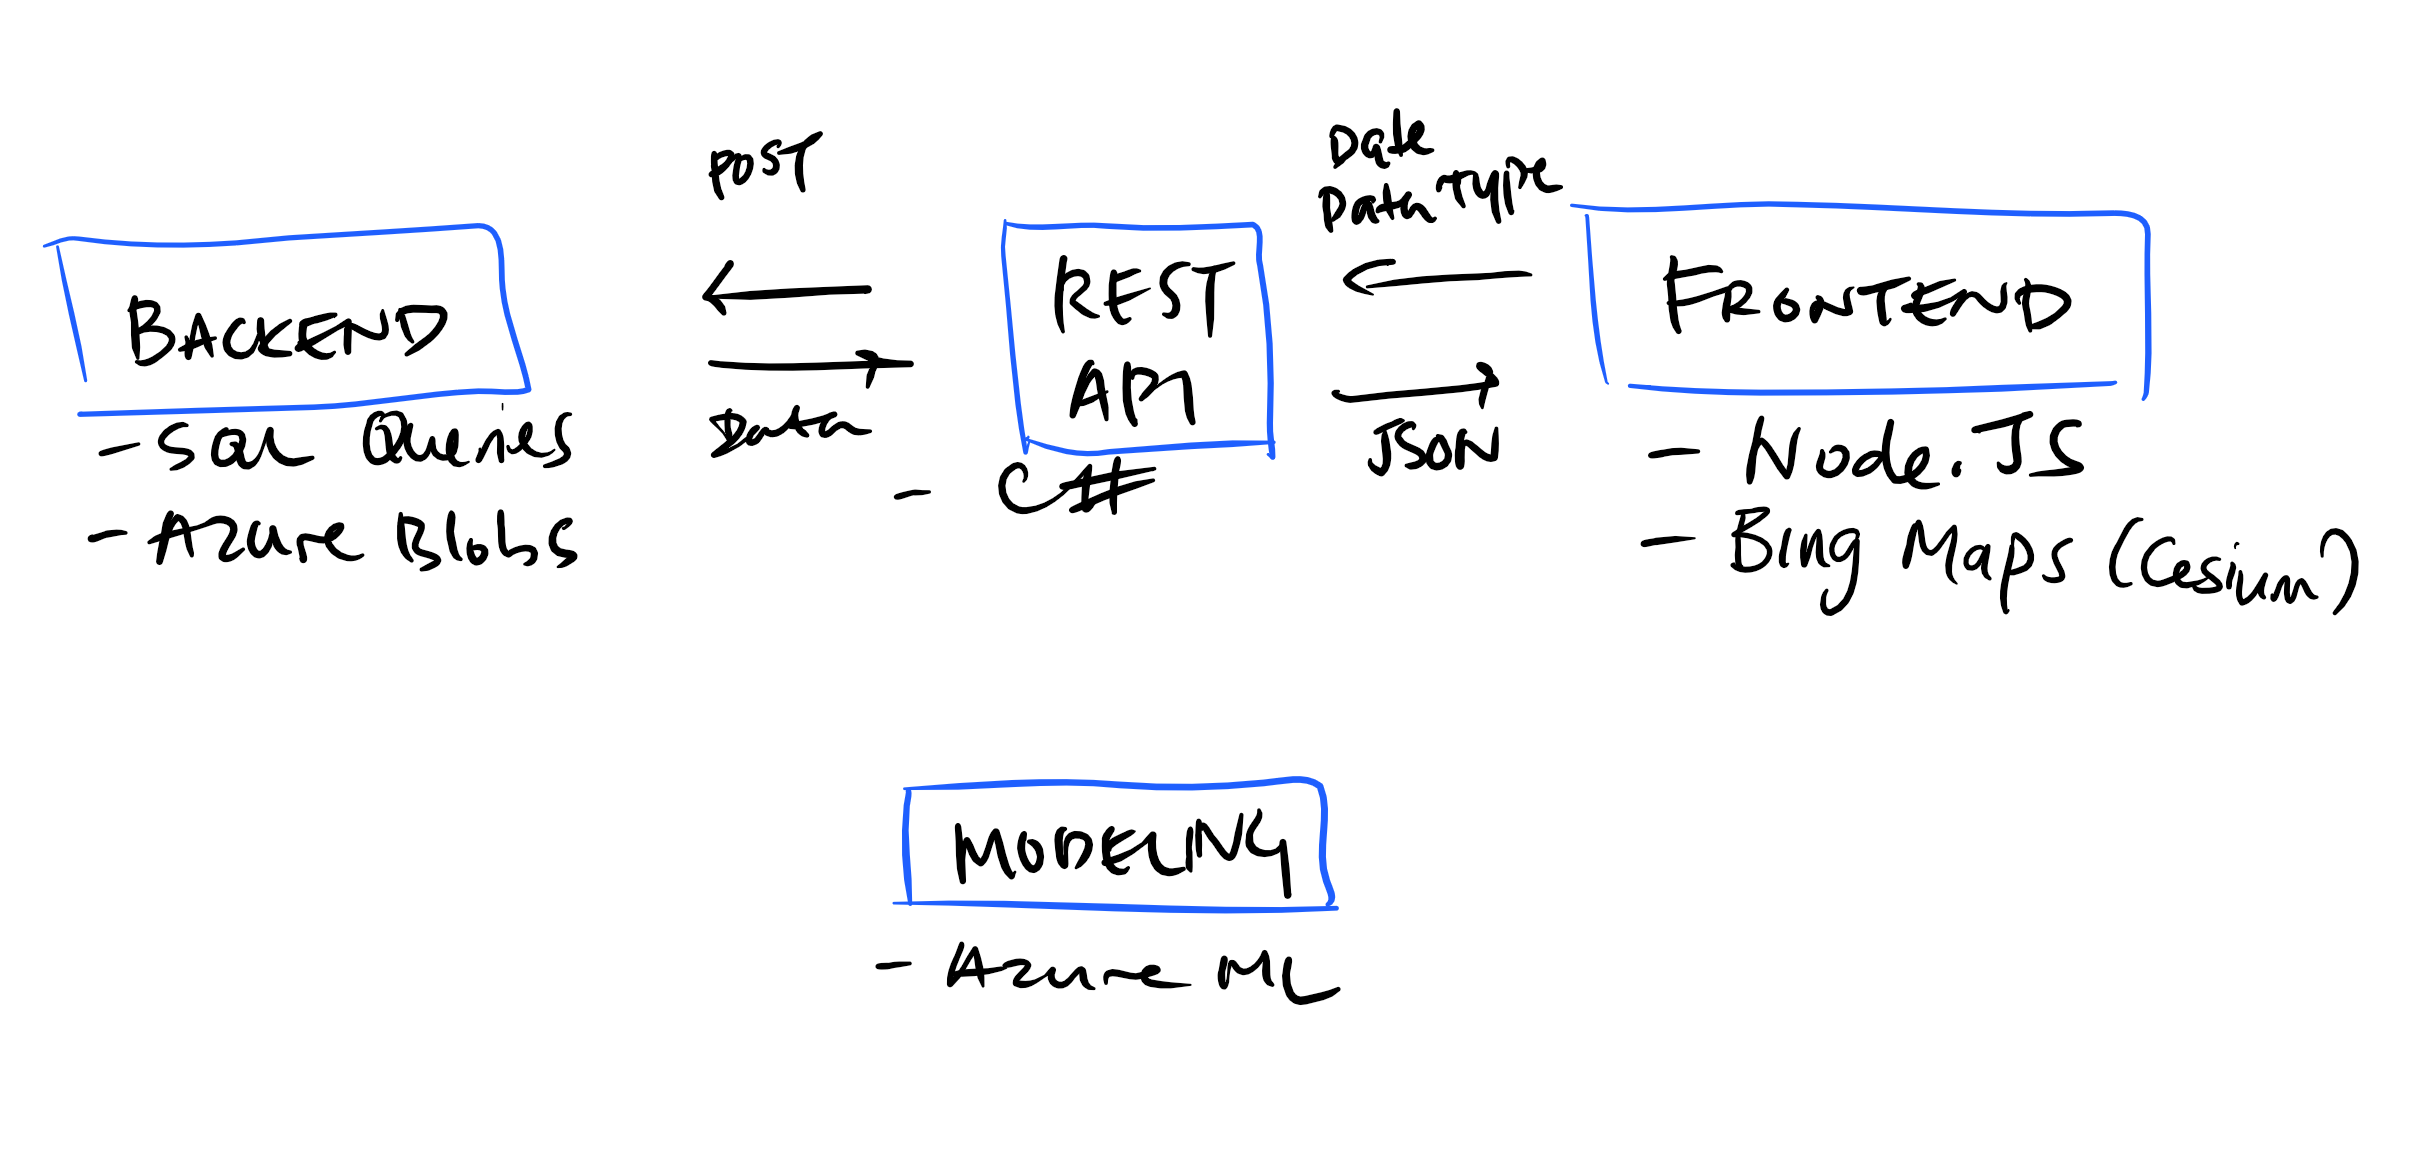 POST
Date
Data Type
BACKEND
REST
API
FRONTEND
Data
JSON
- SQL Queries
- Azure Blobs
- C#
- Node.JS
- Bing Maps (Cesium)
MODELING
- Azure ML